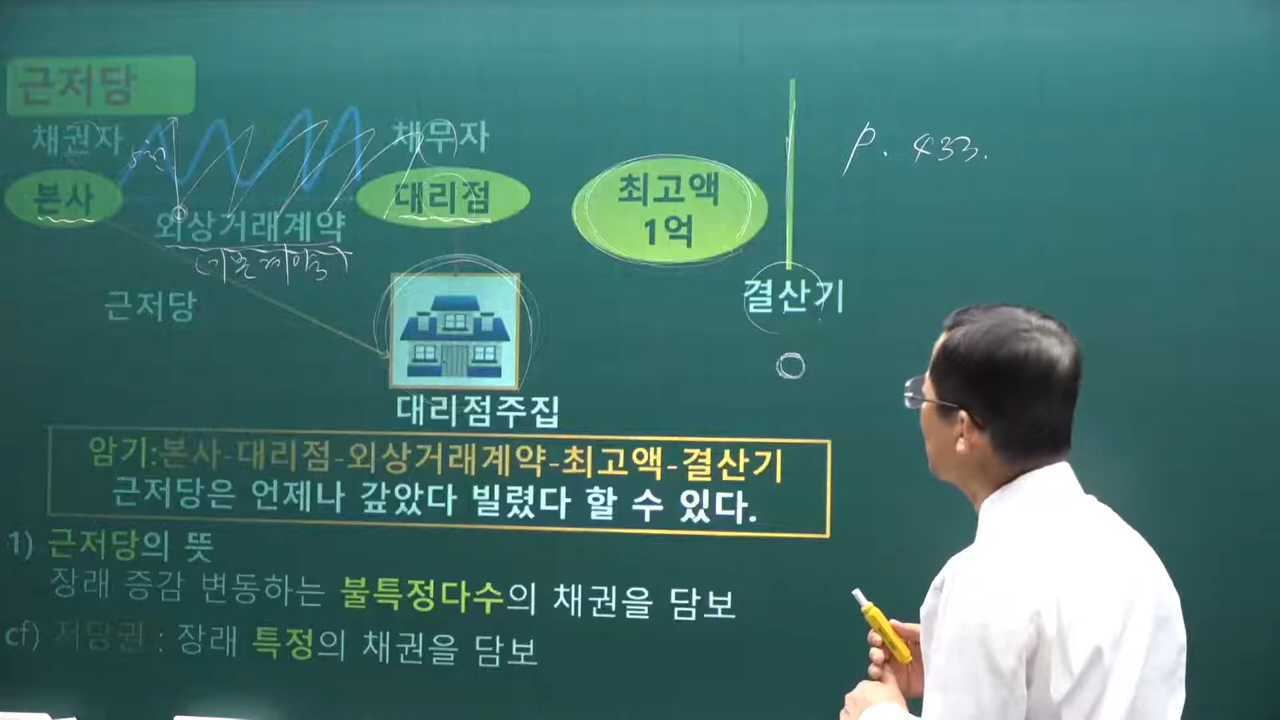 근저당
채권자
채무자
p. 433.
본사
대리점
최고액
1억
외상거래계약
(기본계약)
결산기
근저당
대리점주집
암기:본사-대리점-외상거래계약-최고액-결산기
근저당은 언제나 갚았다 빌렸다 할 수 있다.
1) 근저당의 뜻
장래 증감 변동하는 불특정다수의 채권을 담보
cf) 저당권 : 장래 특정의 채권을 담보